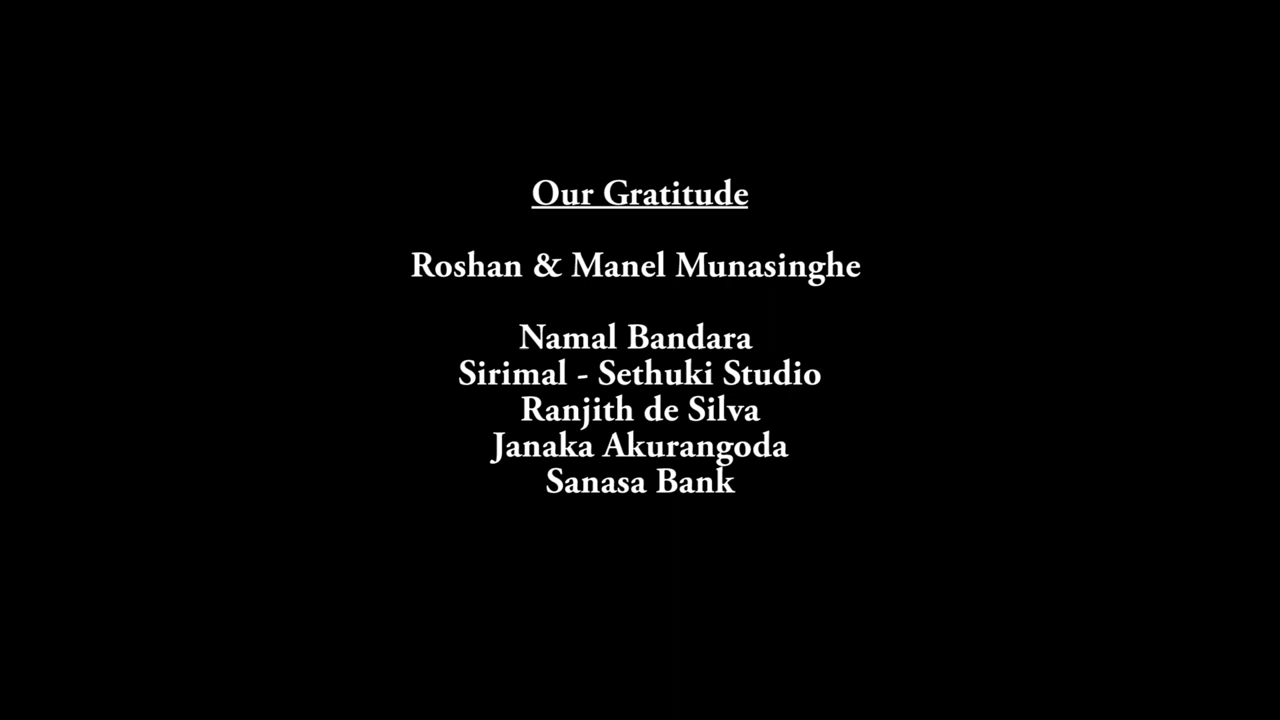 Our Gratitude
Roshan & Manel Munasinghe
Namal Bandara
Sirimal - Sethuki Studio
Ranjith de Silva
Janaka Akurangoda
Sanasa Bank